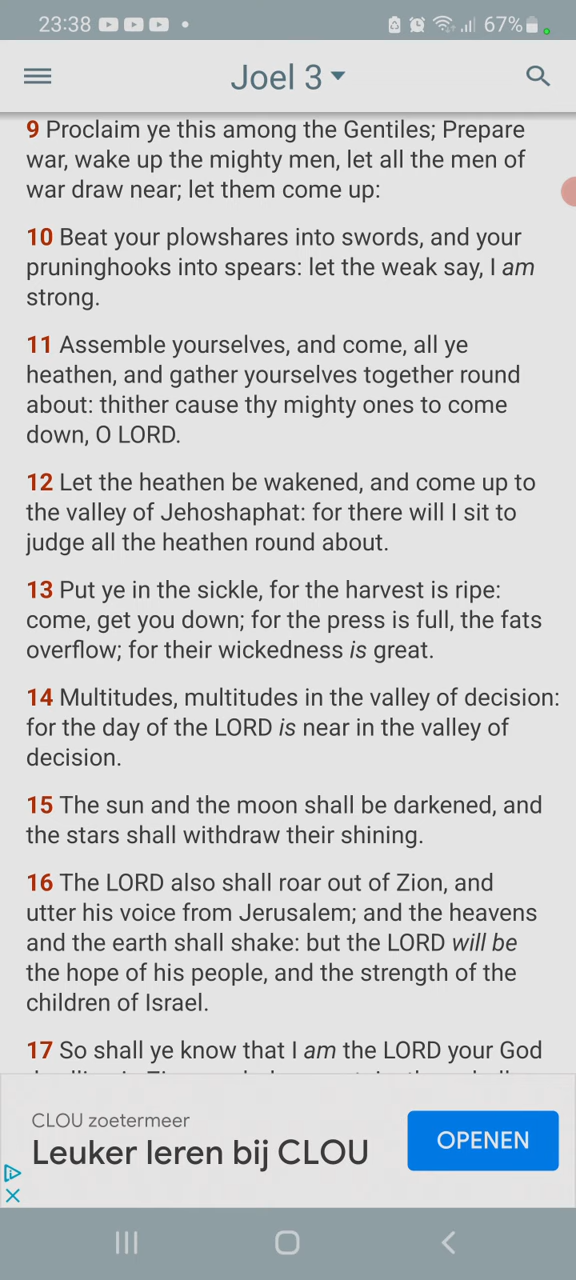 23:38
67%
Joel 3
9 Proclaim ye this among the Gentiles; Prepare
war, wake up the mighty men, let all the men of
war draw near; let them come up:
10 Beat your plowshares into swords, and your
pruninghooks into spears: let the weak say, I am
strong.
11 Assemble yourselves, and come, all ye
heathen, and gather yourselves together round
about: thither cause thy mighty ones to come
down, O LORD.
12 Let the heathen be wakened, and come up to
the valley of Jehoshaphat: for there will I sit to
judge all the heathen round about.
13 Put ye in the sickle, for the harvest is ripe:
come, get you down; for the press is full, the fats
overflow; for their wickedness is great.
14 Multitudes, multitudes in the valley of decision:
for the day of the LORD is near in the valley of
decision.
15 The sun and the moon shall be darkened, and
the stars shall withdraw their shining.
16 The LORD also shall roar out of Zion, and
utter his voice from Jerusalem; and the heavens
and the earth shall shake: but the LORD will be
the hope of his people, and the strength of the
children of Israel.
17 So shall ye know that I am the LORD your God
CLOU zoetermeer
Leuker leren bij CLOU
OPENEN